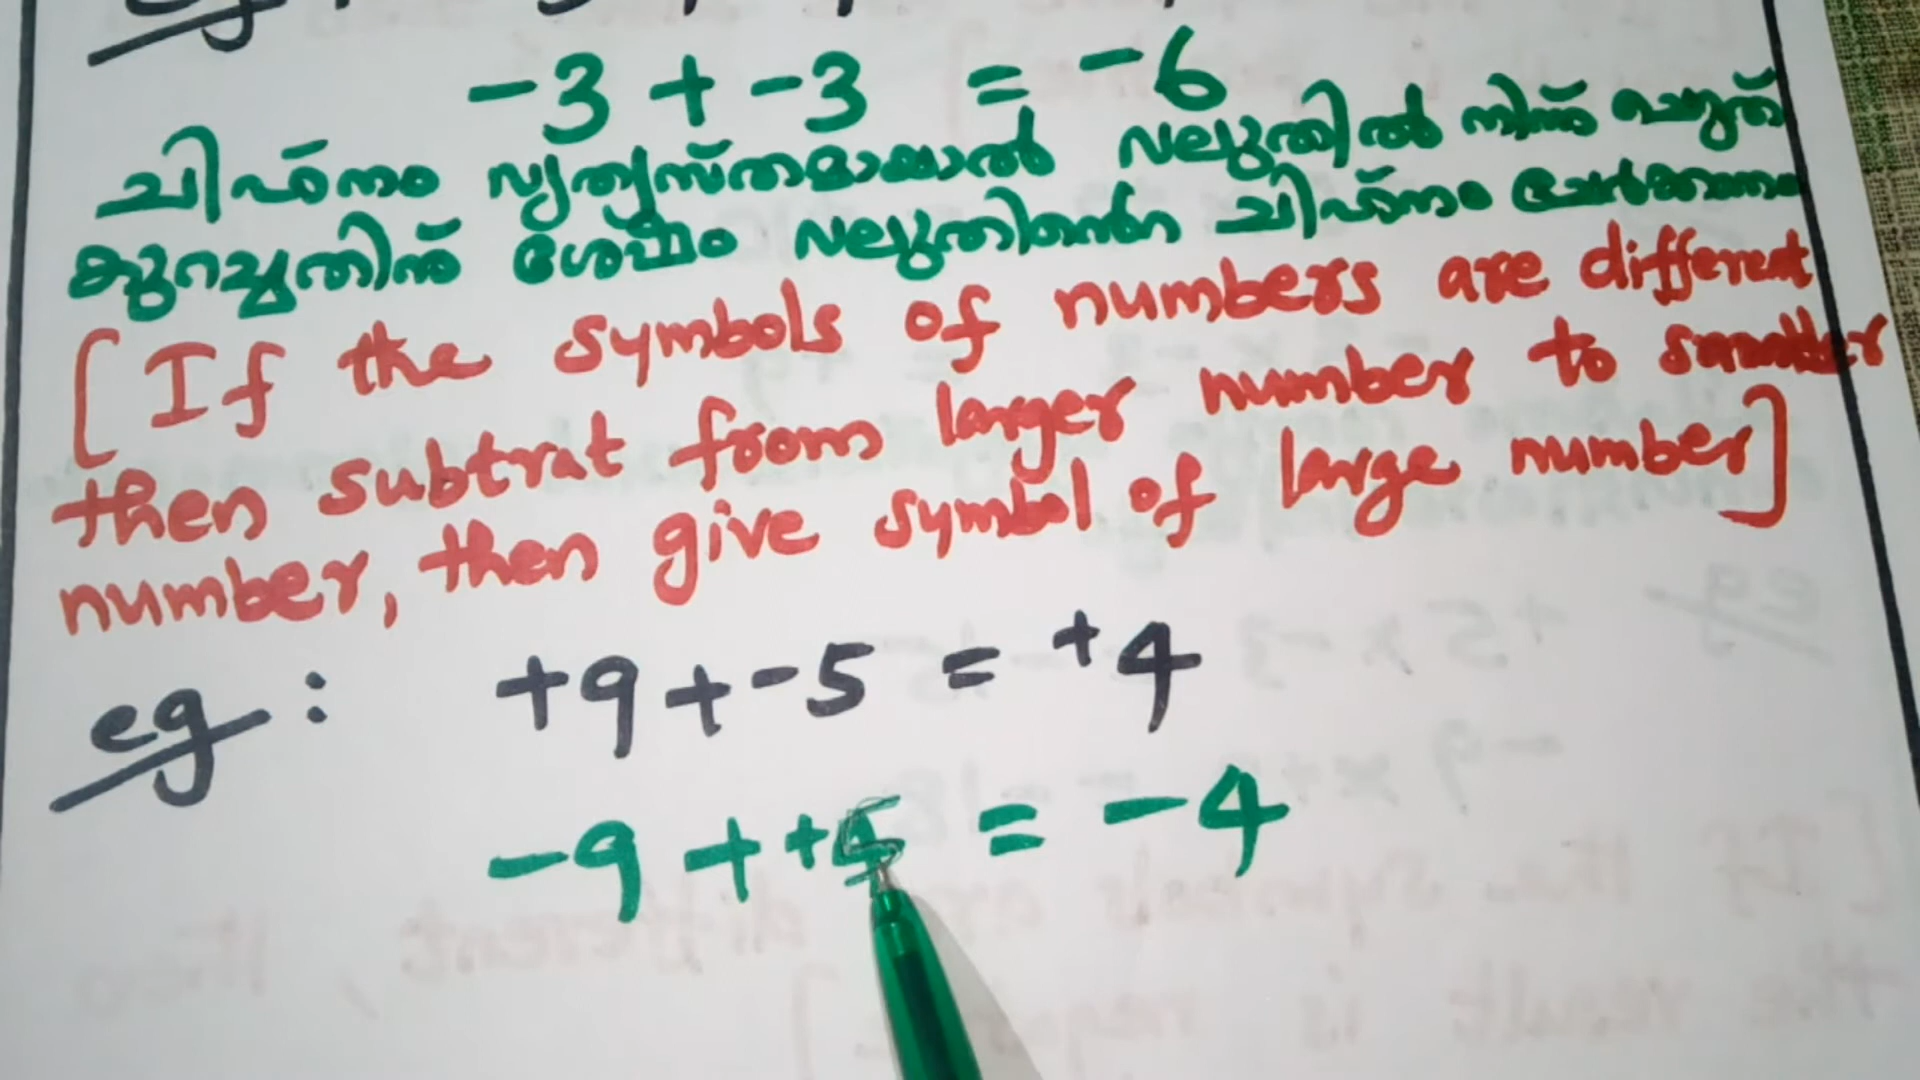 -3 + -3 = -6
ചിഹ്നം വ്യത്യസ്തമായാൽ വലുതിൽ നിന്ന് ചെറുത്
കുറച്ചതിന് ശേഷം വലുതിന്റെ ചിഹ്നം ചേർക്കണം
[If the symbols of numbers are different
then subtrat from larger number to smaller
number, then give symbol of large number]
eg: +9 + -5 = +4
-9 + +5 = -4